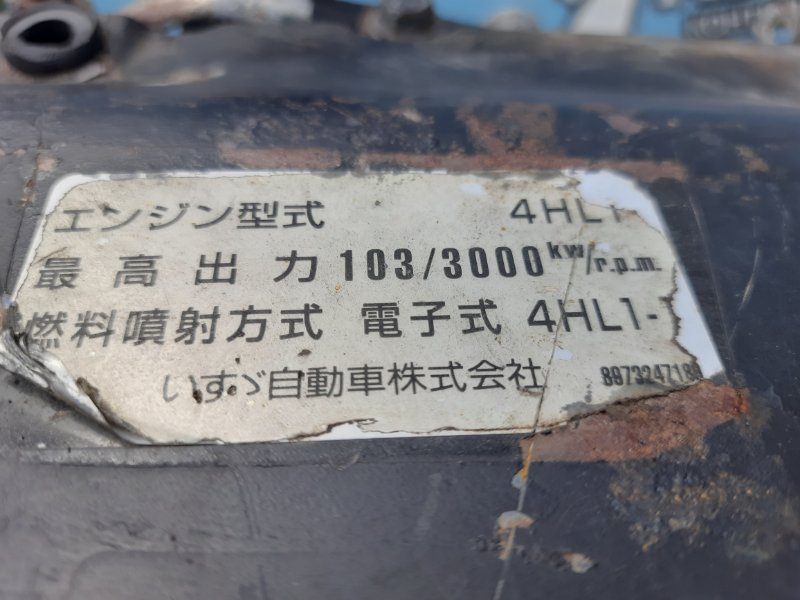 エンジン型式 4HL1
最高出力 103/3000 kw/r.p.m.
燃料噴射方式 電子式 4HL1-
いすゞ自動車株式会社 897324718